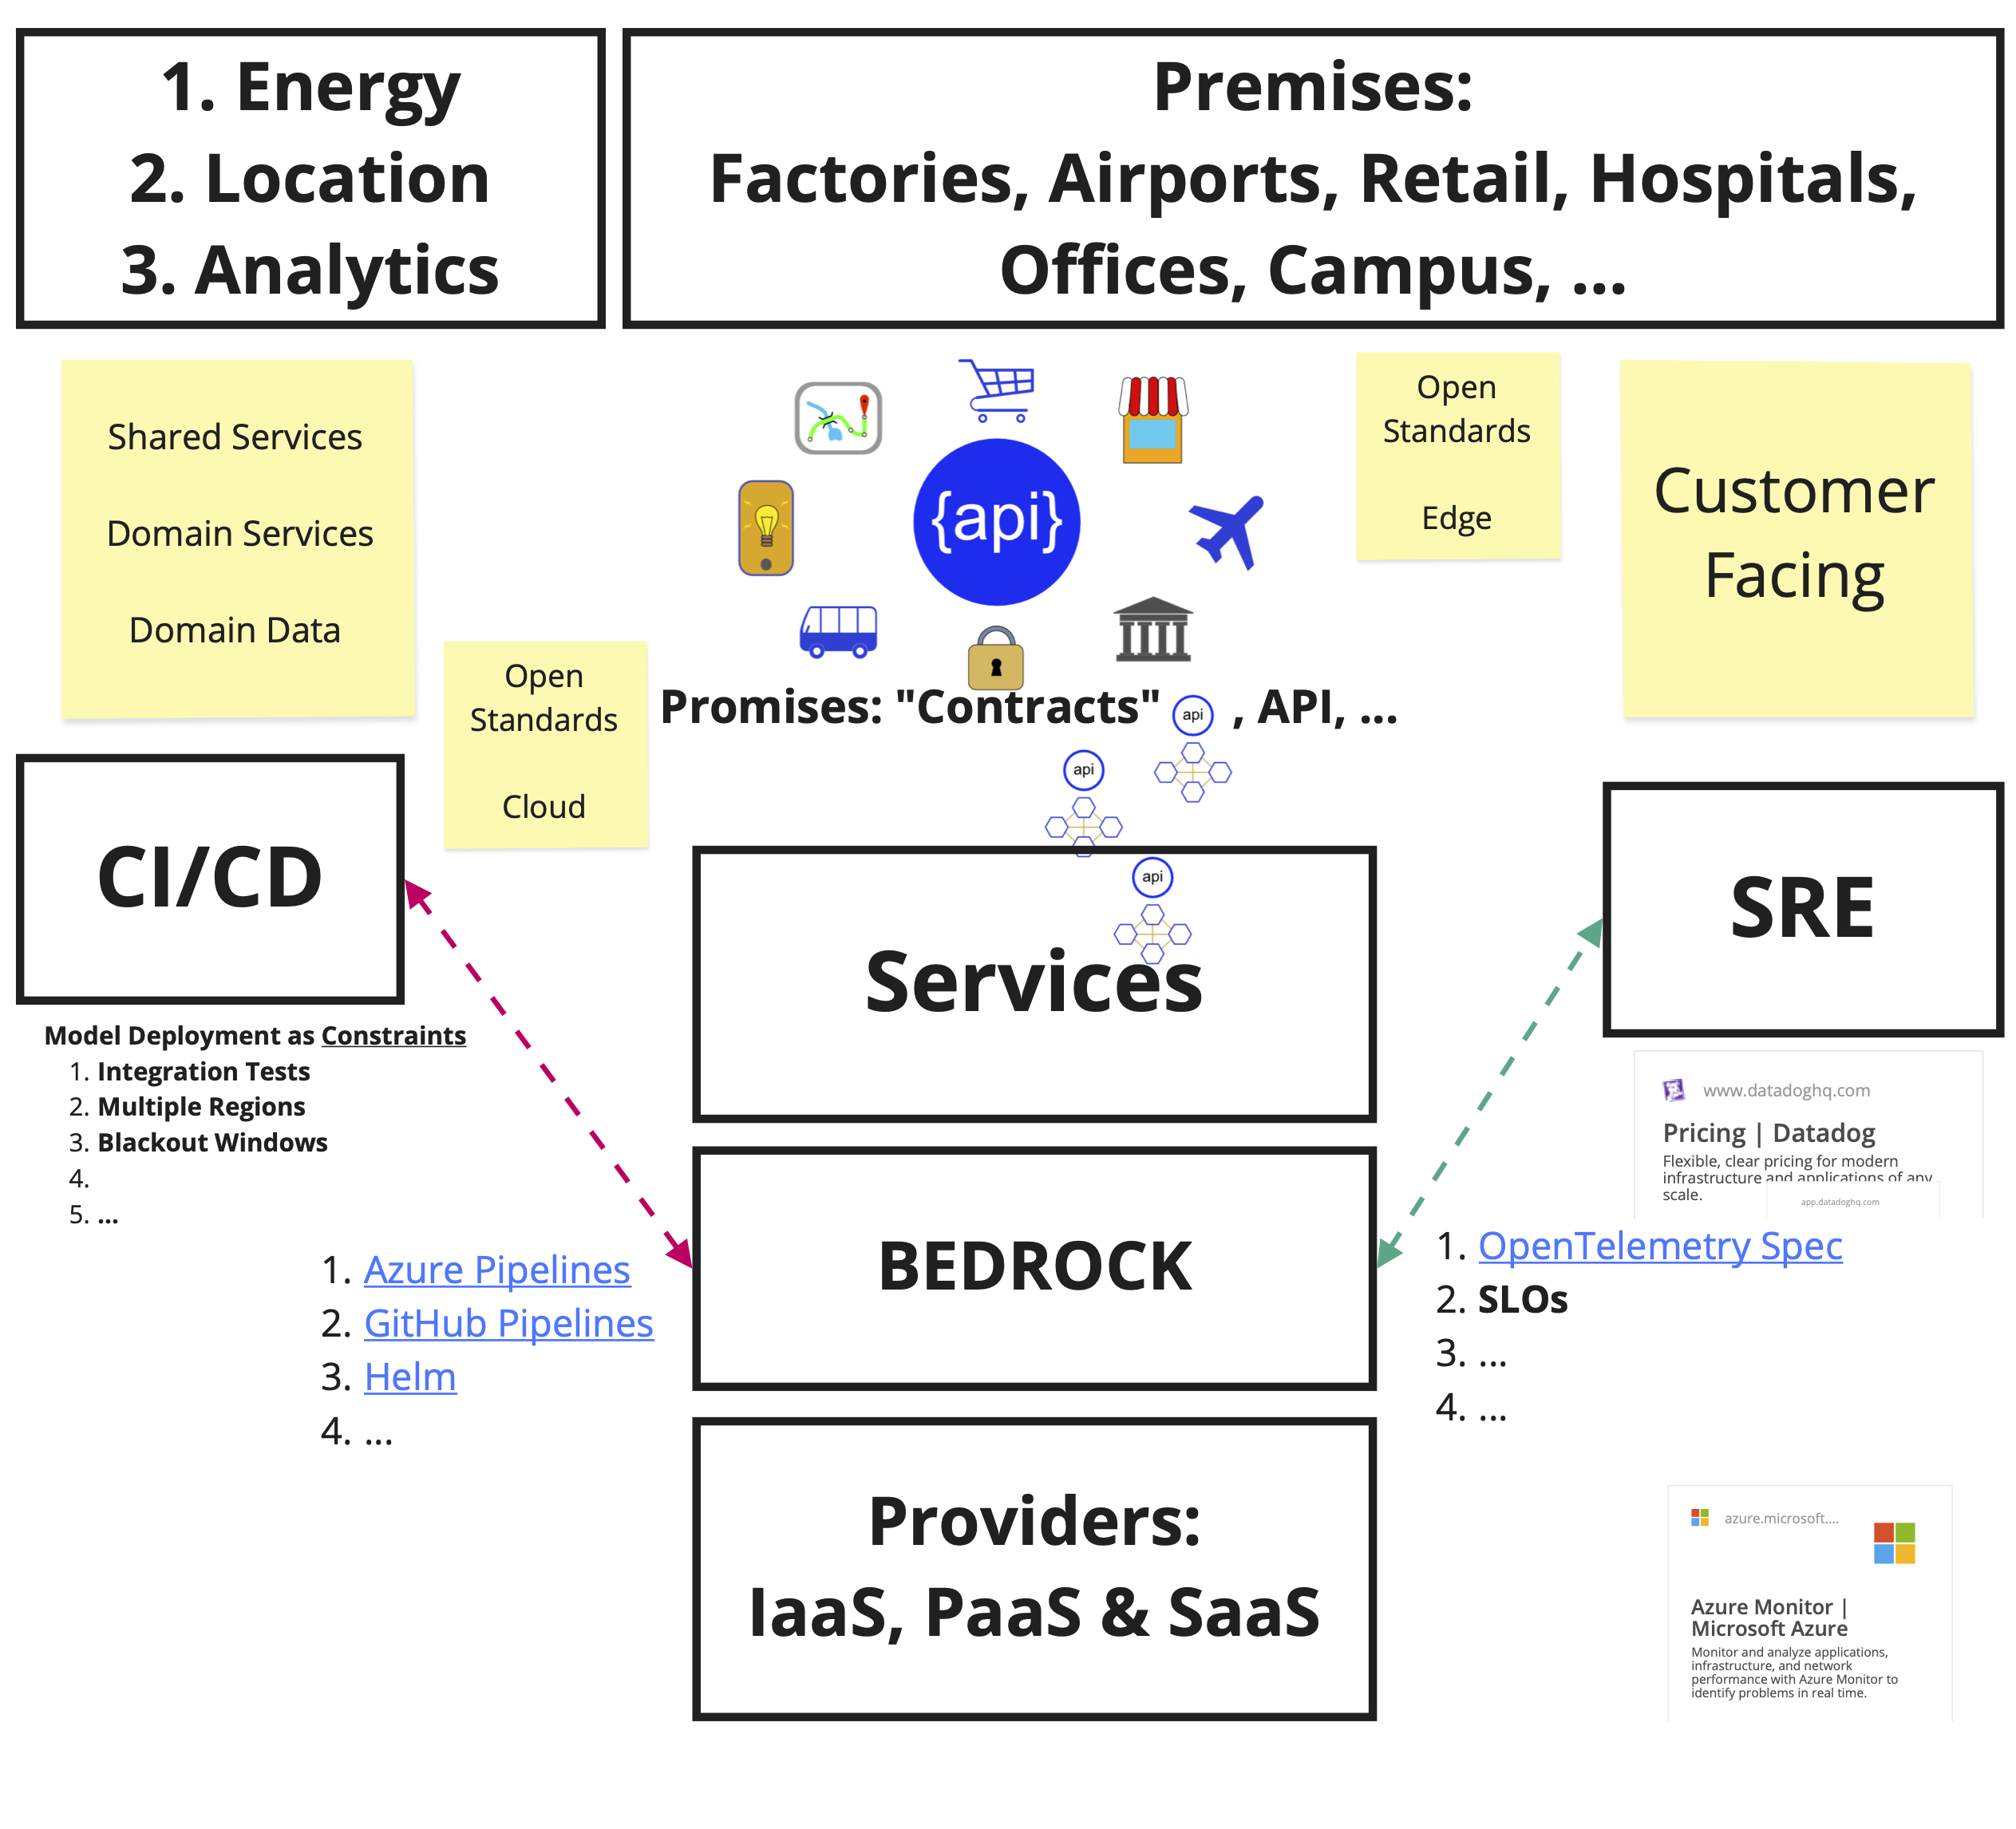 1. Energy
2. Location
3. Analytics
Premises:
Factories, Airports, Retail, Hospitals,
Offices, Campus, ...
Shared Services
Domain Services
Domain Data
{api}
Open
Standards
Edge
Customer
Facing
Open
Standards
Cloud
Promises: "Contracts" , API, ...
api
api
api
CI/CD
Services
SRE
Model Deployment as Constraints
1. Integration Tests
2. Multiple Regions
3. Blackout Windows
4.
5. ...
www.datadoghq.com
Pricing | Datadog
Flexible, clear pricing for modern
infrastructure and applications of any
scale.
app.datadoghq.com
1. Azure Pipelines
2. GitHub Pipelines
3. Helm
4. ...
BEDROCK
1. OpenTelemetry Spec
2. SLOs
3. ...
4. ...
Providers:
IaaS, PaaS & SaaS
azure.microsoft....
Azure Monitor |
Microsoft Azure
Monitor and analyze applications,
infrastructure, and network
performance with Azure Monitor to
identify problems in real time.